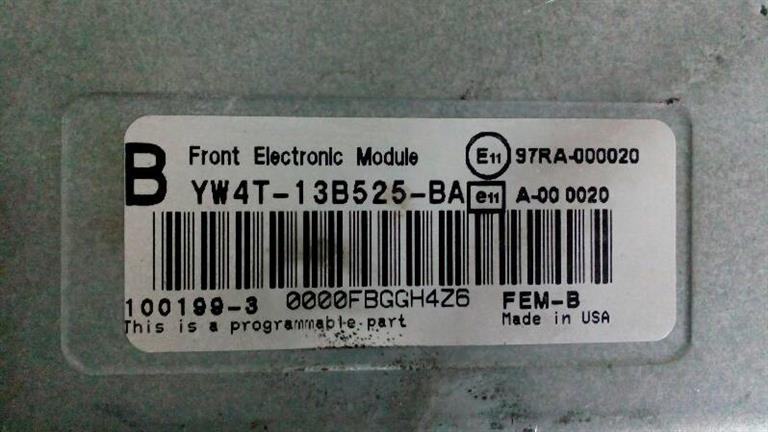 B Front Electronic Module E11 97RA-000020
YW4T-13B525-BA e11 A-00 0020
100199-3 0000FBGGH4Z6 FEM-B
This is a programmable part Made in USA